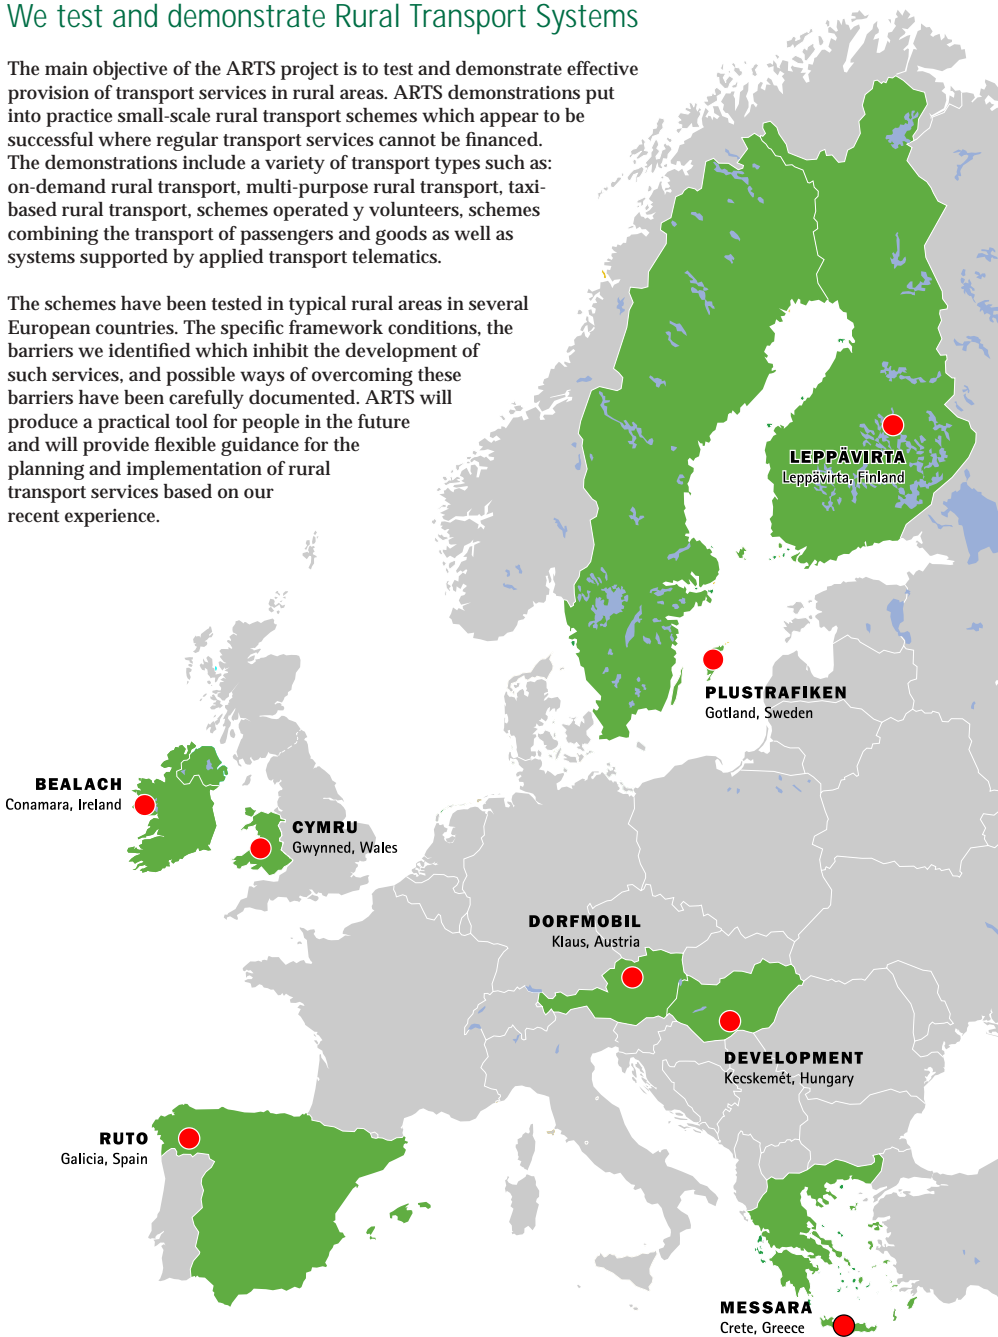 We test and demonstrate Rural Transport Systems
The main objective of the ARTS project is to test and demonstrate effective
provision of transport services in rural areas. ARTS demonstrations put
into practice small-scale rural transport schemes which appear to be
successful where regular transport services cannot be financed.
The demonstrations include a variety of transport types such as:
on-demand rural transport, multi-purpose rural transport, taxi-
based rural transport, schemes operated y volunteers, schemes
combining the transport of passengers and goods as well as
systems supported by applied transport telematics.
The schemes have been tested in typical rural areas in several
European countries. The specific framework conditions, the
barriers we identified which inhibit the development of
such services, and possible ways of overcoming these
barriers have been carefully documented. ARTS will
produce a practical tool for people in the future
and will provide flexible guidance for the
planning and implementation of rural
transport services based on our
recent experience.
LEPPÄVIRTA
Leppävirta, Finland
PLUSTRAFIKEN
Gotland, Sweden
BEALACH
Conamara, Ireland
CYMRU
Gwynned, Wales
DORFMOBIL
Klaus, Austria
DEVELOPMENT
Kecskemét, Hungary
RUTO
Galicia, Spain
MESSARA
Crete, Greece